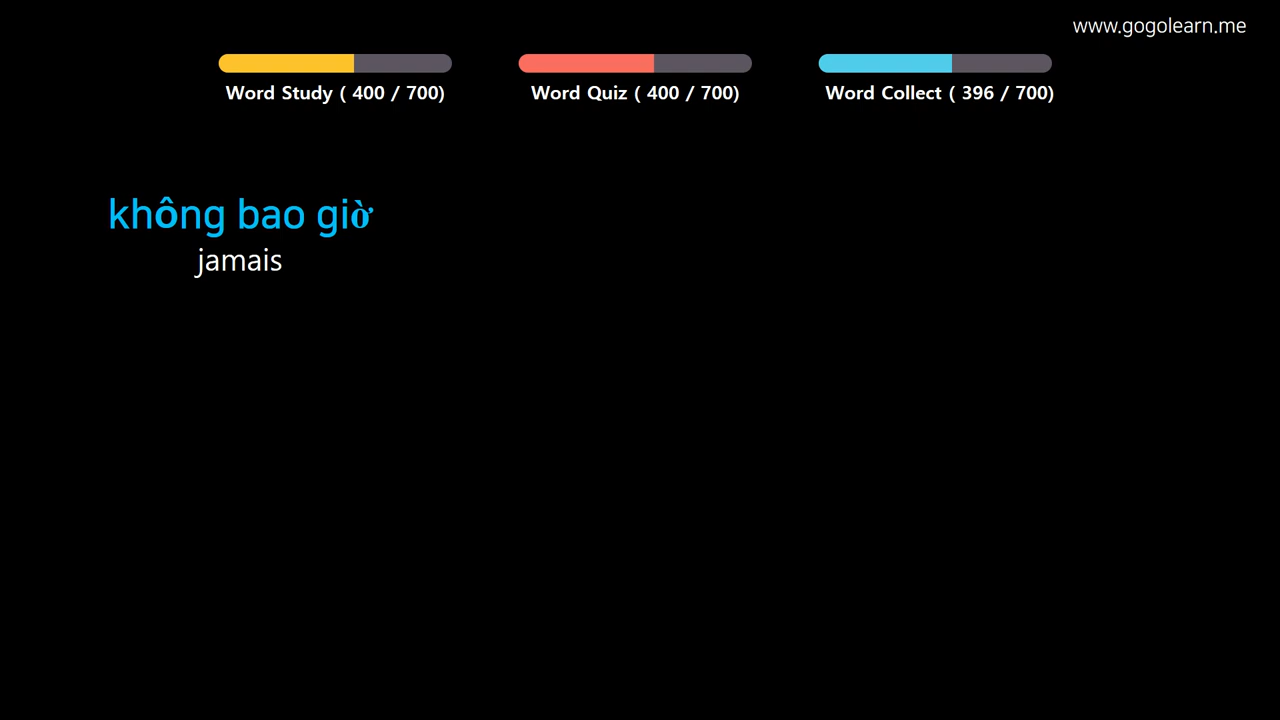 www.gogolearn.me
Word Study ( 400 / 700)
Word Quiz ( 400 / 700)
Word Collect ( 396 / 700)
không bao giờ
jamais